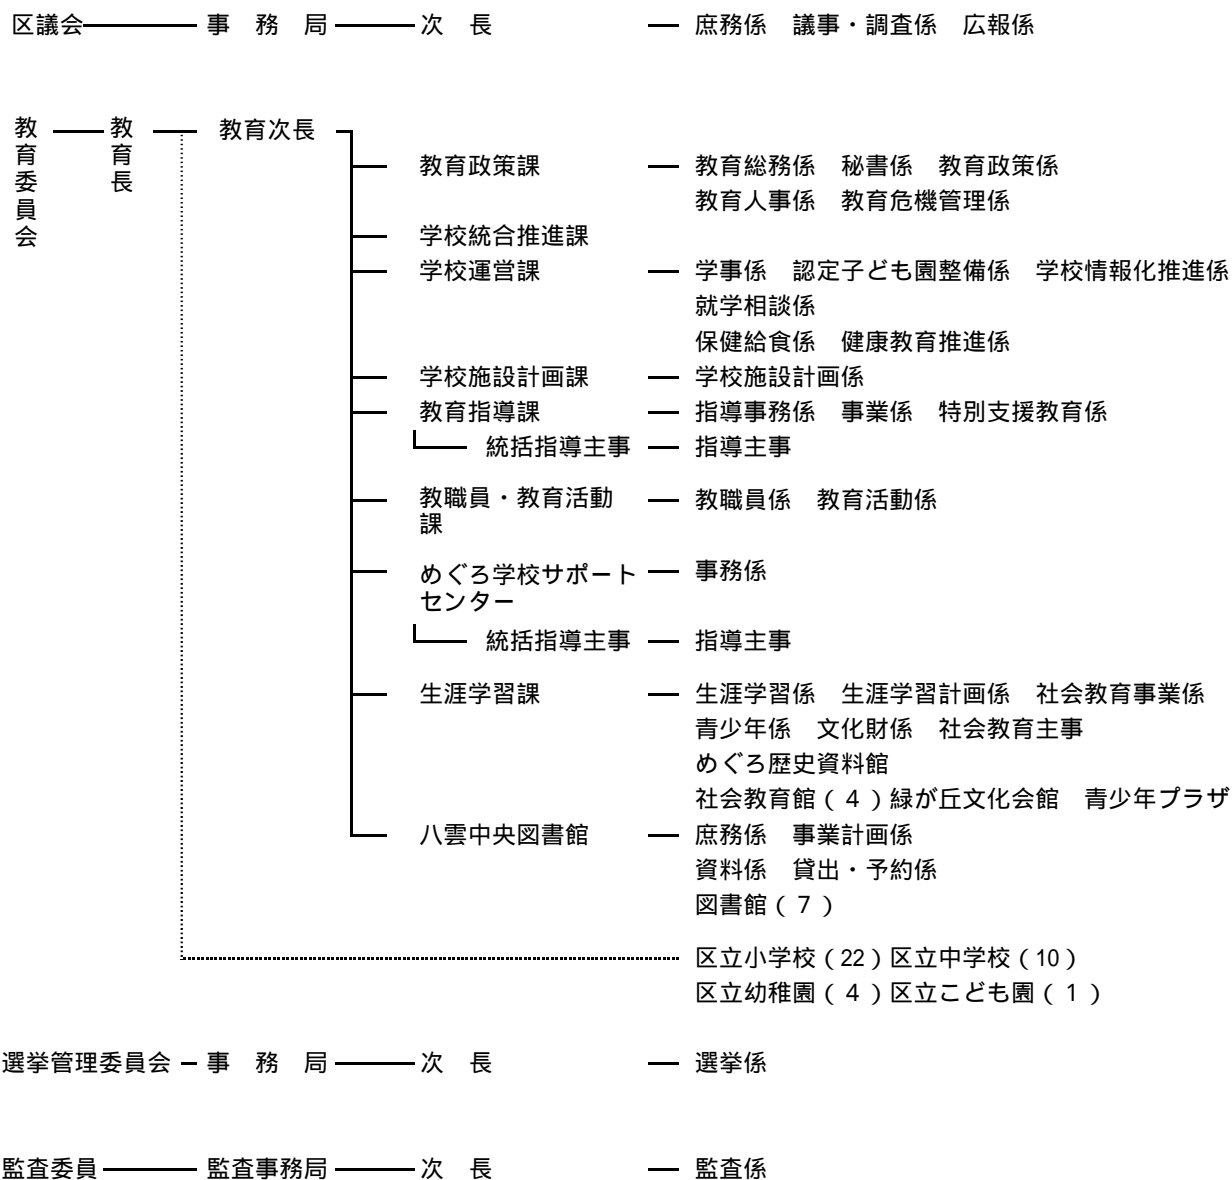 区議会 事　務　局 次　長 庶務係　議事・調査係　広報係
教育委員会 教育長 教育次長
教育政策課 教育総務係　秘書係　教育政策係
教育人事係　教育危機管理係
学校統合推進課
学校運営課 学事係　認定子ども園整備係　学校情報化推進係
就学相談係
保健給食係　健康教育推進係
学校施設計画課 学校施設計画係
教育指導課 指導事務係　事業係　特別支援教育係
統括指導主事 指導主事
教職員・教育活動 教職員係　教育活動係
課
めぐろ学校サポート 事務係
センター
統括指導主事 指導主事
生涯学習課 生涯学習係　生涯学習計画係　社会教育事業係
青少年係　文化財係　社会教育主事
めぐろ歴史資料館
社会教育館（４）緑が丘文化会館　青少年プラザ
八雲中央図書館 庶務係　事業計画係
資料係　貸出・予約係
図書館（７）
区立小学校（22）区立中学校（10）
区立幼稚園（４）区立こども園（１）
選挙管理委員会 事　務　局 次　長 選挙係
監査委員 監査事務局 次　長 監査係